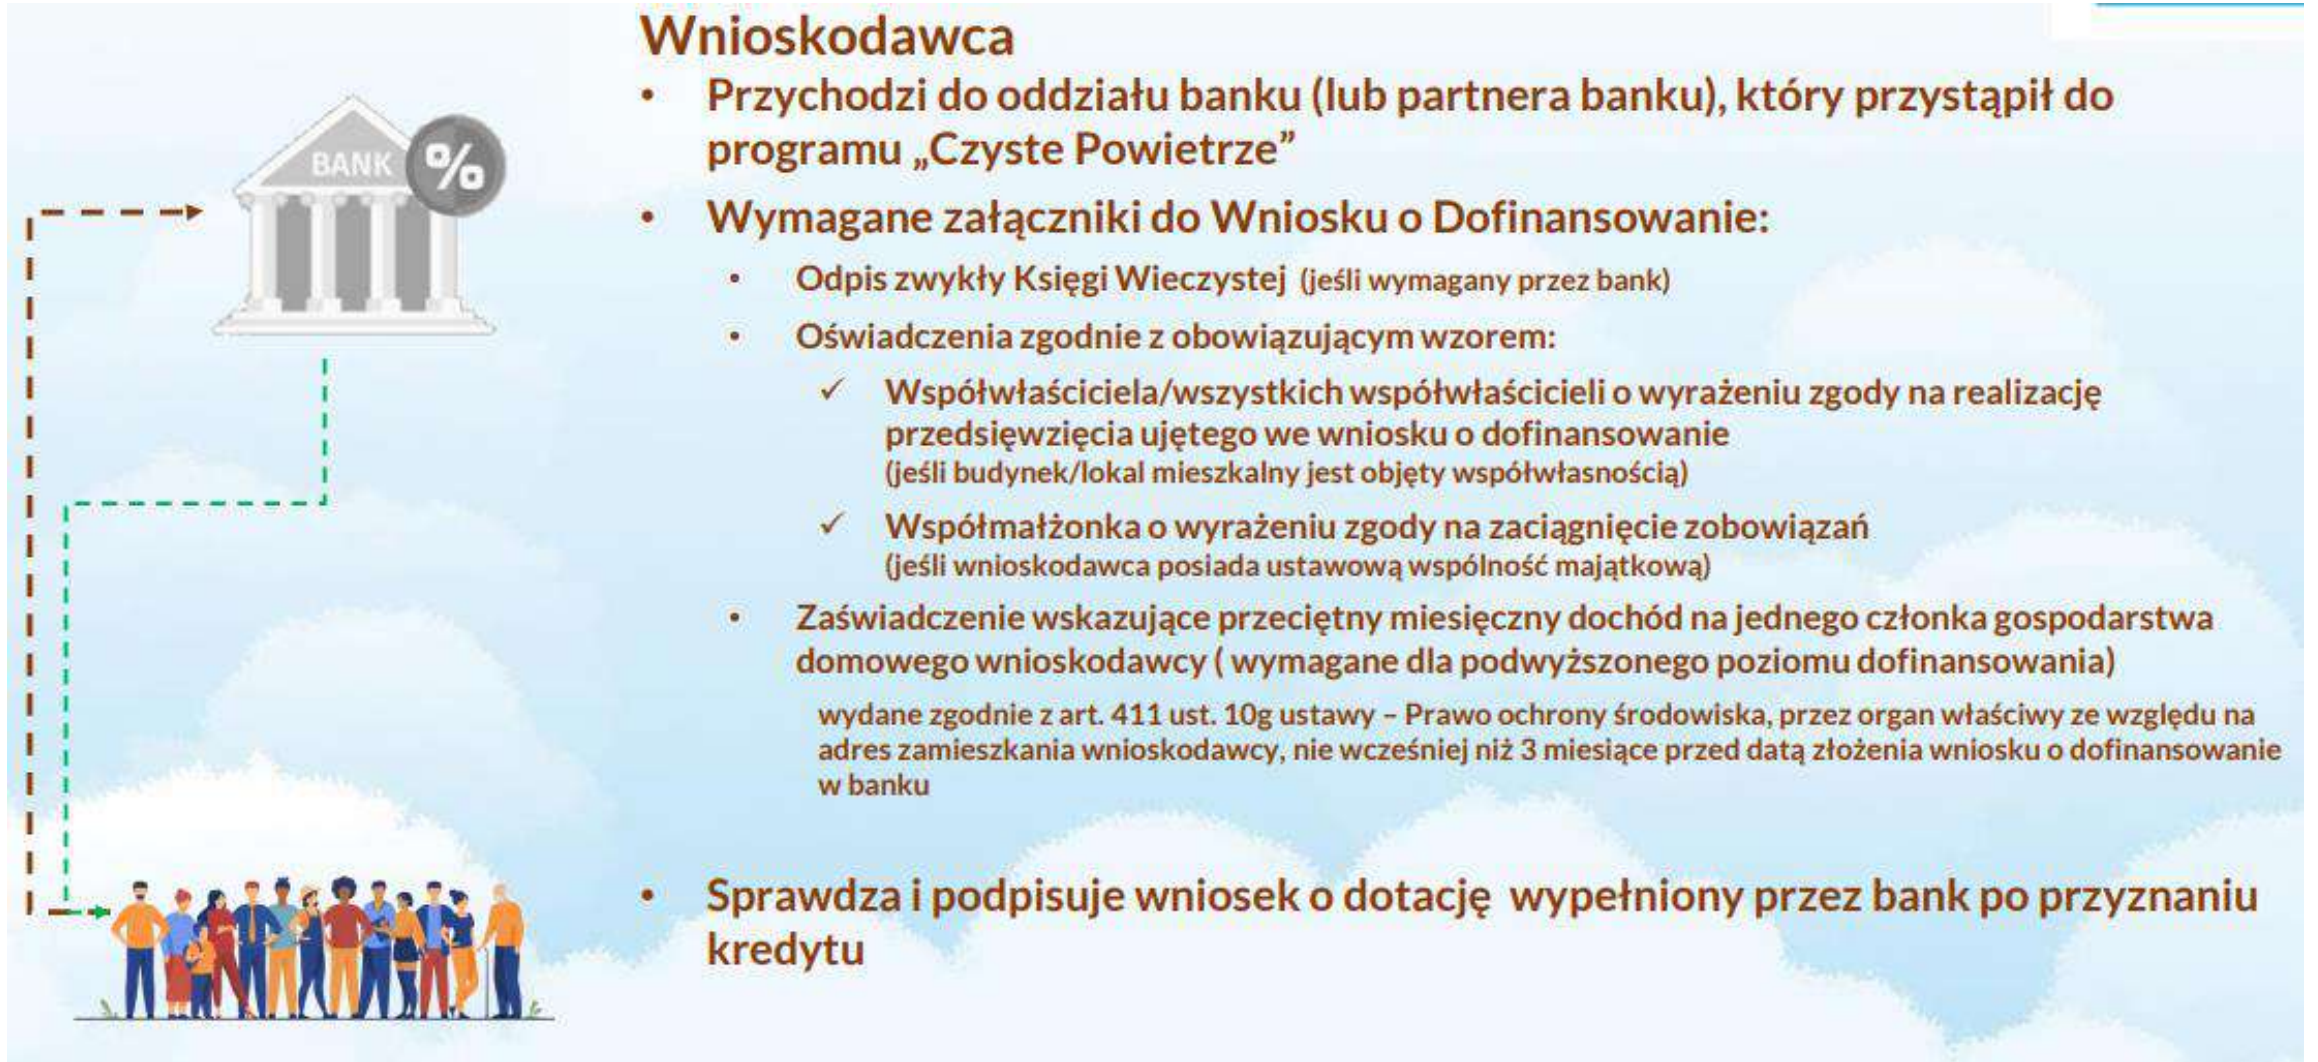 Wnioskodawca
• Przychodzi do oddziału banku (lub partnera banku), który przystąpił do
programu „Czyste Powietrze”
• Wymagane załączniki do Wniosku o Dofinansowanie:
• Odpis zwykły Księgi Wieczystej (jeśli wymagany przez bank)
• Oświadczenia zgodnie z obowiązującym wzorem:
✓ Współwłaściciela/wszystkich współwłaścicieli o wyrażeniu zgody na realizację
przedsięwzięcia ujętego we wniosku o dofinansowanie
(jeśli budynek/lokal mieszkalny jest objęty współwłasnością)
✓ Współmałżonka o wyrażeniu zgody na zaciągnięcie zobowiązań
(jeśli wnioskodawca posiada ustawową wspólność majątkową)
• Zaświadczenie wskazujące przeciętny miesięczny dochód na jednego członka gospodarstwa
domowego wnioskodawcy ( wymagane dla podwyższonego poziomu dofinansowania)
wydane zgodnie z art. 411 ust. 10g ustawy – Prawo ochrony środowiska, przez organ właściwy ze względu na
adres zamieszkania wnioskodawcy, nie wcześniej niż 3 miesiące przed datą złożenia wniosku o dofinansowanie
w banku
• Sprawdza i podpisuje wniosek o dotację wypełniony przez bank po przyznaniu
kredytu
BANK %